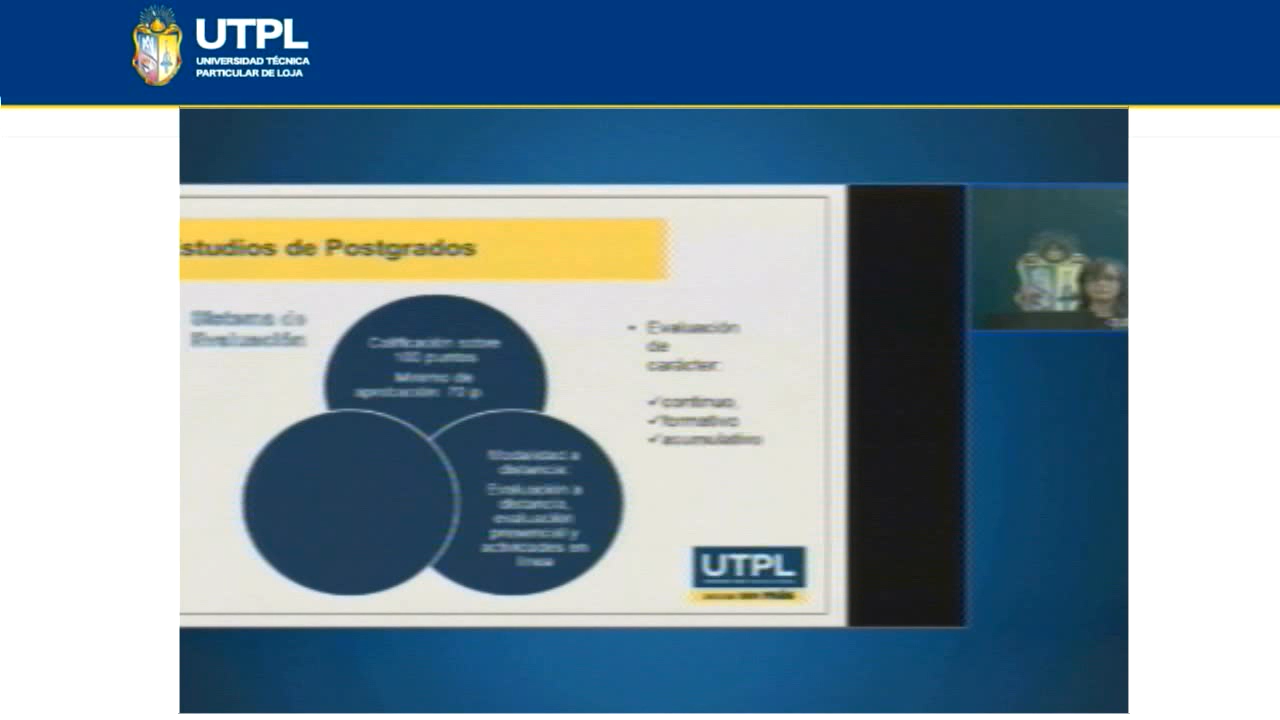 UTPL
UNIVERSIDAD TÉCNICA
PARTICULAR DE LOJA
studios de Postgrados
Sistema de
Evaluación
Calificación sobre
100 puntos
Mínimo de
aprobación: 70 p.
Modalidad a
distancia:
Evaluación a
distancia,
evaluación
presencial y
actividades en
línea
• Evaluación
de
carácter:
✓continuo,
✓formativo
✓acumulativo
UTPL